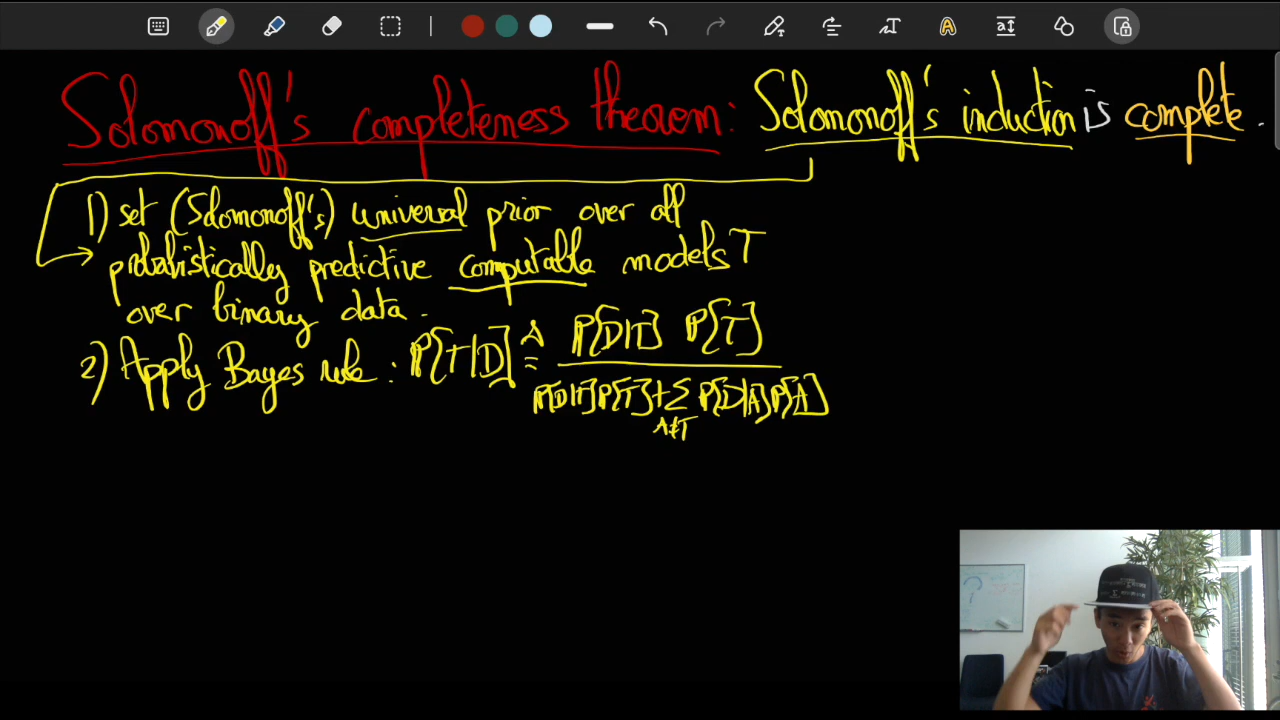 Solomonoff's completeness theorem: Solomonoff's induction is complete.
1) set (Solomonoff's) universal prior over all
probabistically predictive computable models T
over binary data.
2) Apply Bayes rule: P[T|D] ≜ P[D|T] P[T] / P[D|T]P[T] + Σ A≠T P[D|A]P[A]